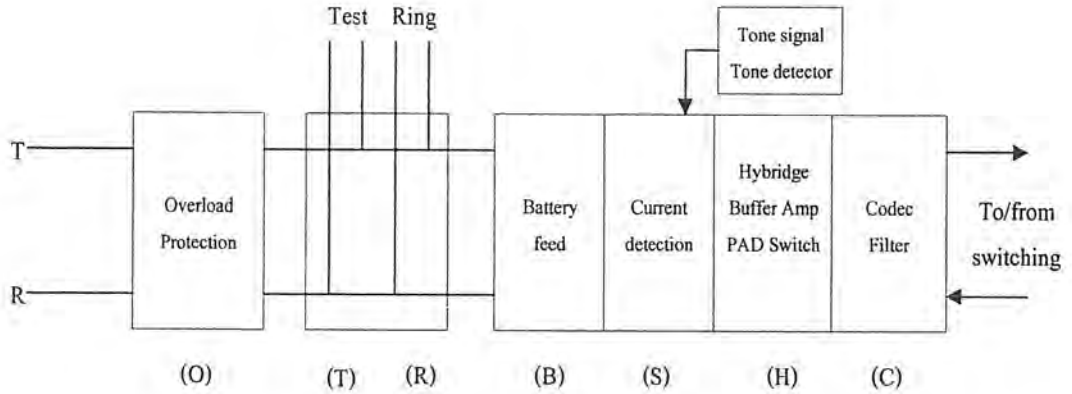 Test Ring
Tone signal
Tone detector
T
R
Overload
Protection
Battery
feed
Current
detection
Hybridge
Buffer Amp
PAD Switch
Codec
Filter
To/from
switching
(O) (T) (R) (B) (S) (H) (C)